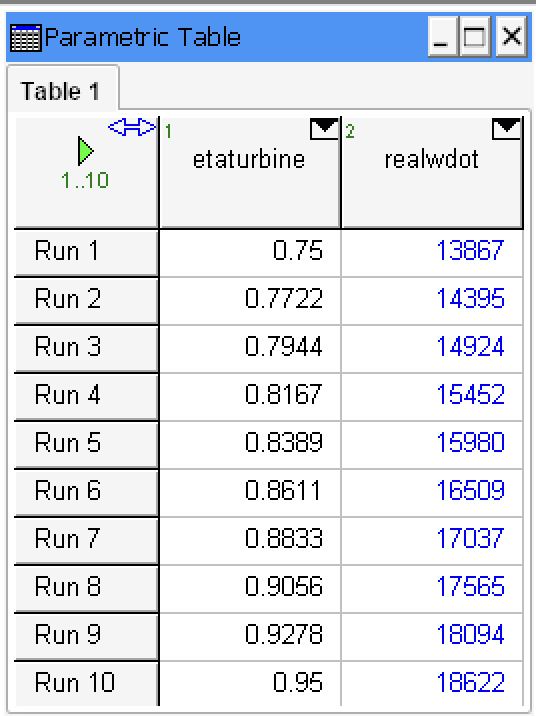 Parametric Table
Table 1
1..10
1 etaturbine
2 realwdot
Run 1 0.75 13867
Run 2 0.7722 14395
Run 3 0.7944 14924
Run 4 0.8167 15452
Run 5 0.8389 15980
Run 6 0.8611 16509
Run 7 0.8833 17037
Run 8 0.9056 17565
Run 9 0.9278 18094
Run 10 0.95 18622